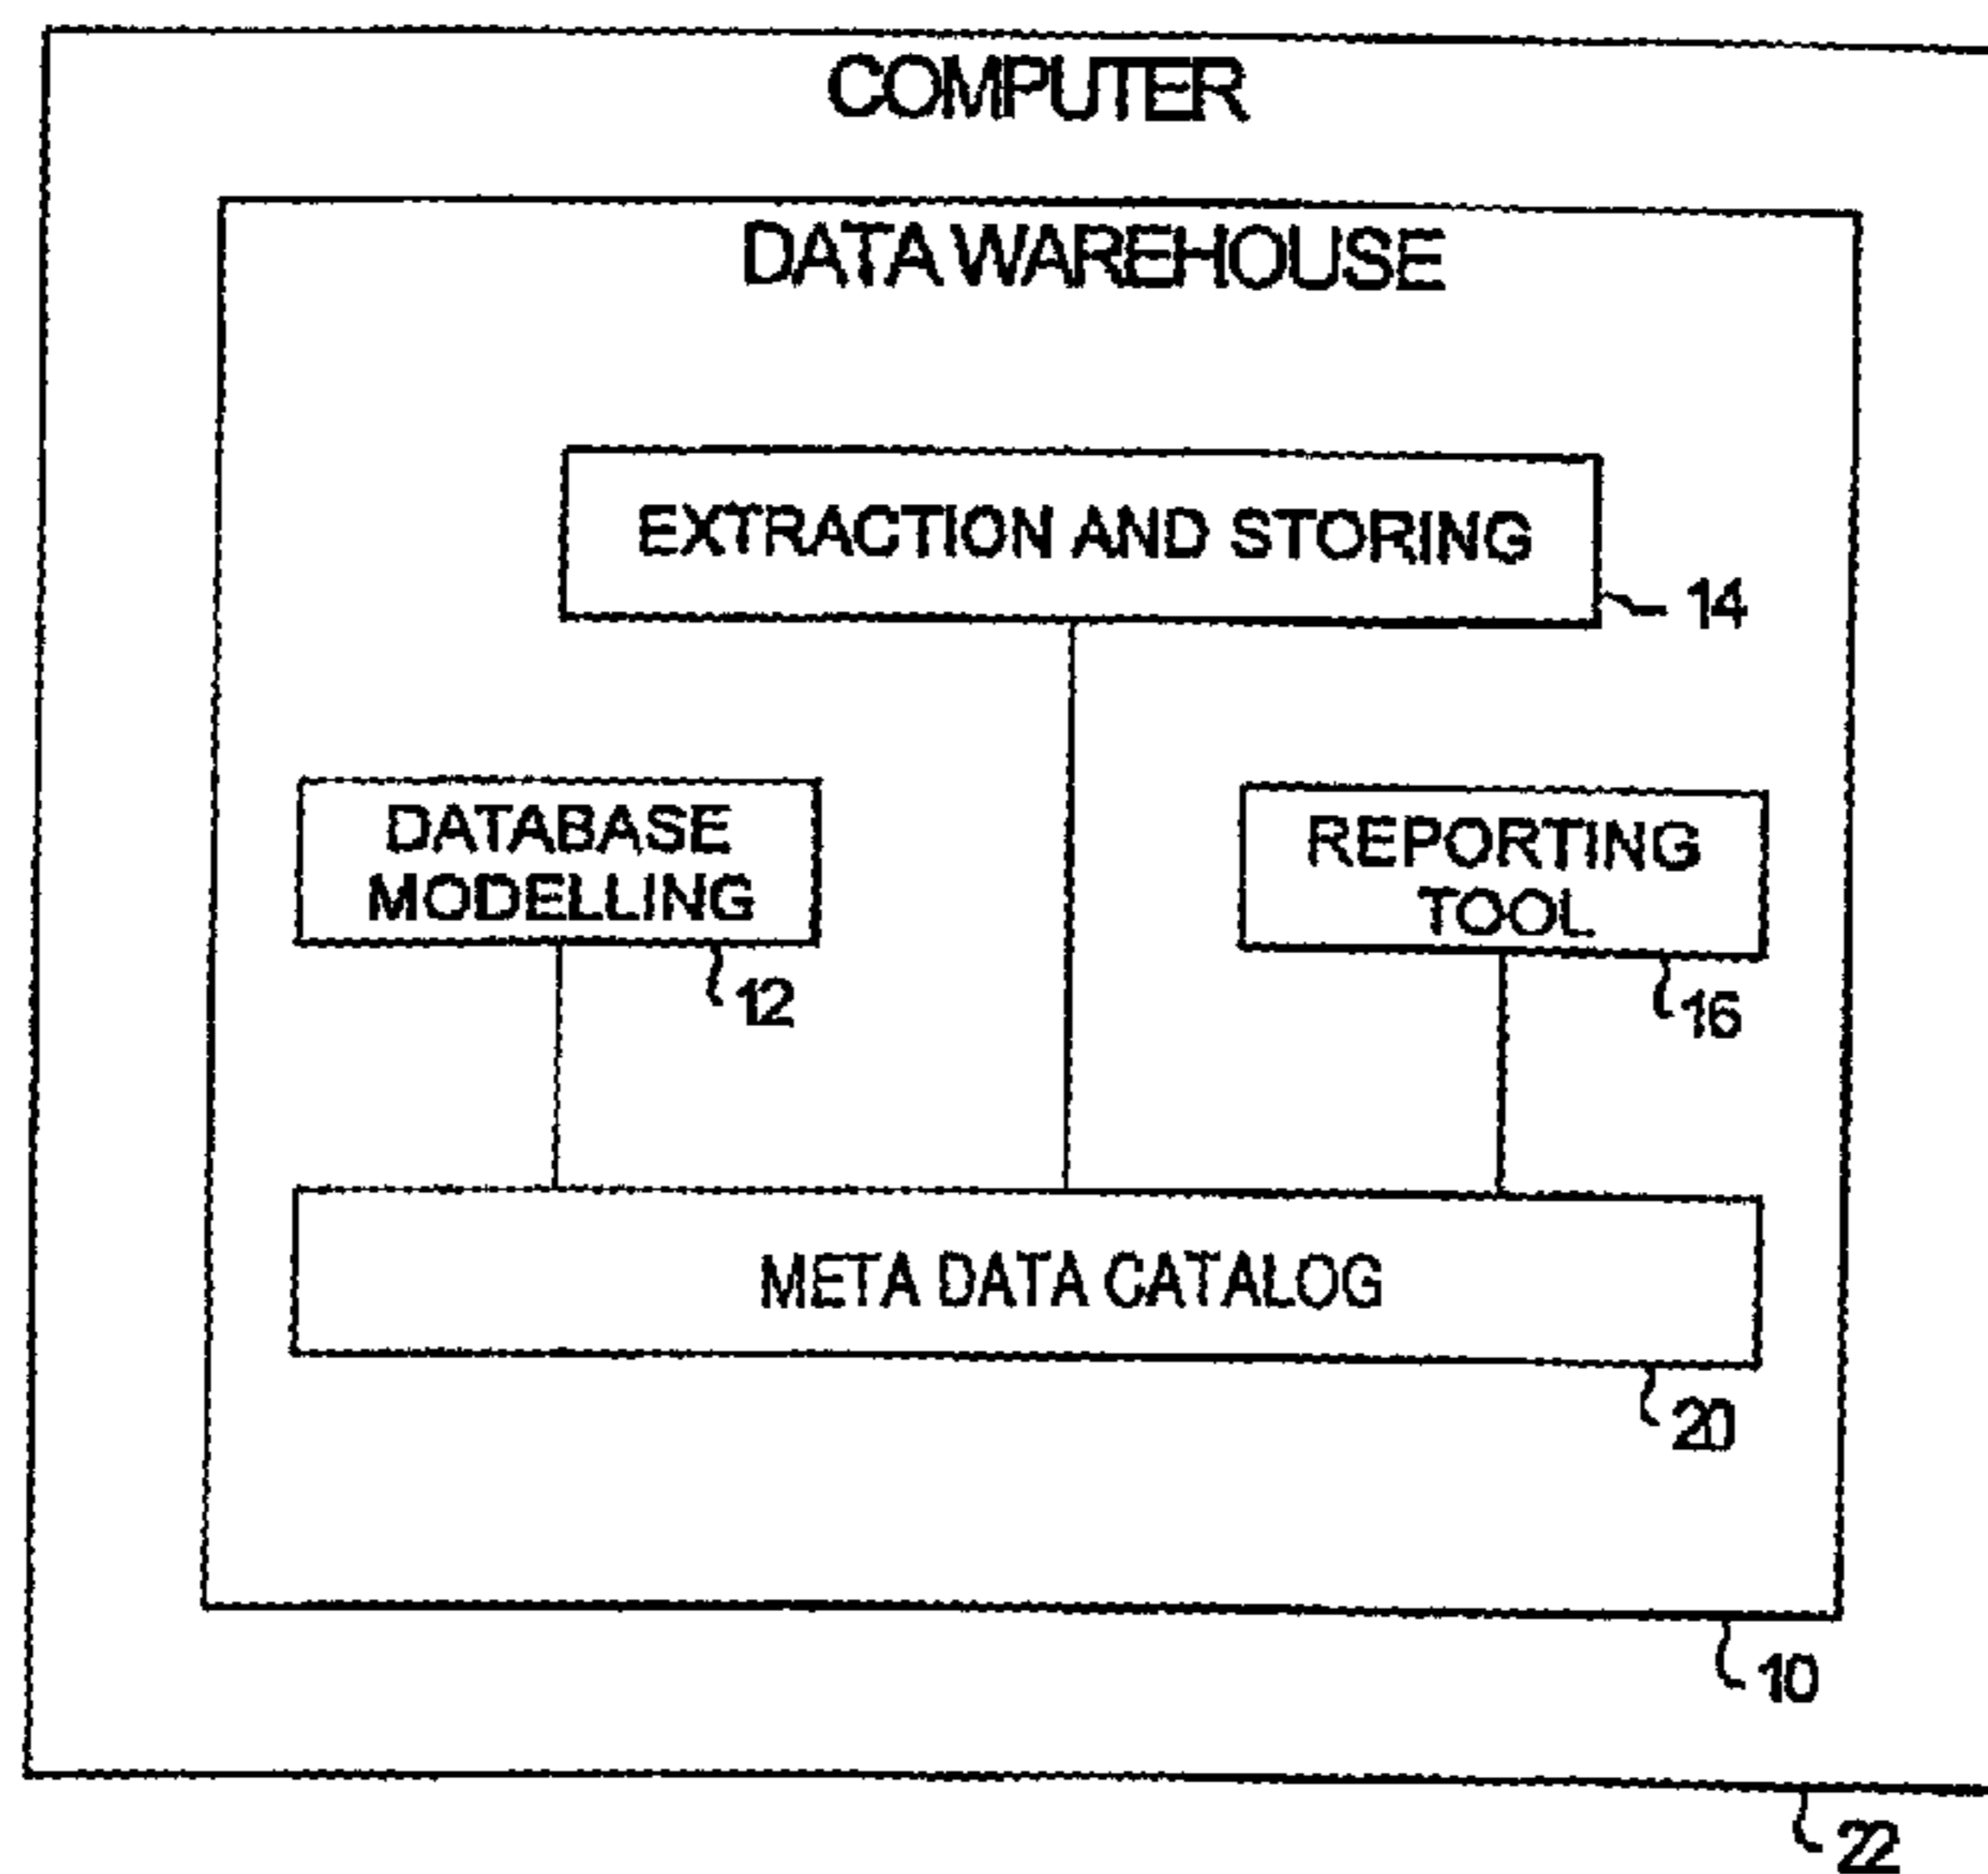 COMPUTER
DATA WAREHOUSE
EXTRACTION AND STORING
14
DATABASE
MODELLING
12
REPORTING
TOOL
16
META DATA CATALOG
20
10
22